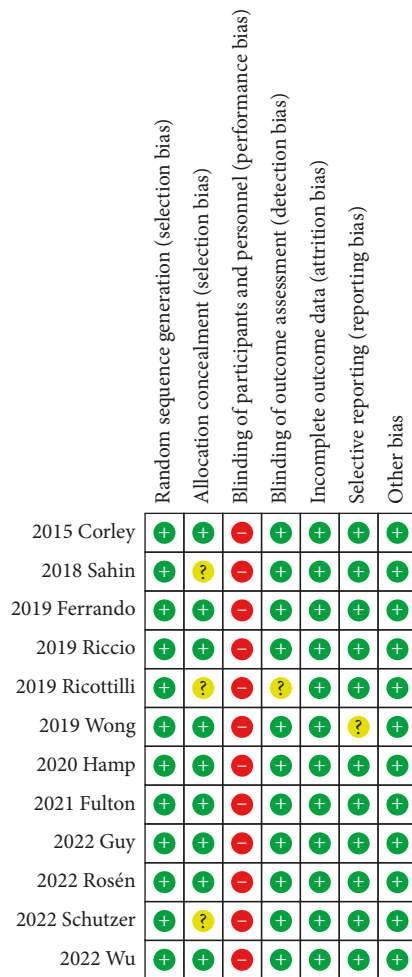 Random sequence generation (selection bias)
Allocation concealment (selection bias)
Blinding of participants and personnel (performance bias)
Blinding of outcome assessment (detection bias)
Incomplete outcome data (attrition bias)
Selective reporting (reporting bias)
Other bias
2015 Corley + + – + + + +
2018 Sahin + ? – + + + +
2019 Ferrando + + – + + + +
2019 Riccio + + – + + + +
2019 Ricottilli + ? – ? + + +
2019 Wong + + – + + ? +
2020 Hamp + + – + + + +
2021 Fulton + + – + + + +
2022 Guy + + – + + + +
2022 Rosén + + – + + + +
2022 Schutzer + ? – + + + +
2022 Wu + + – + + + +